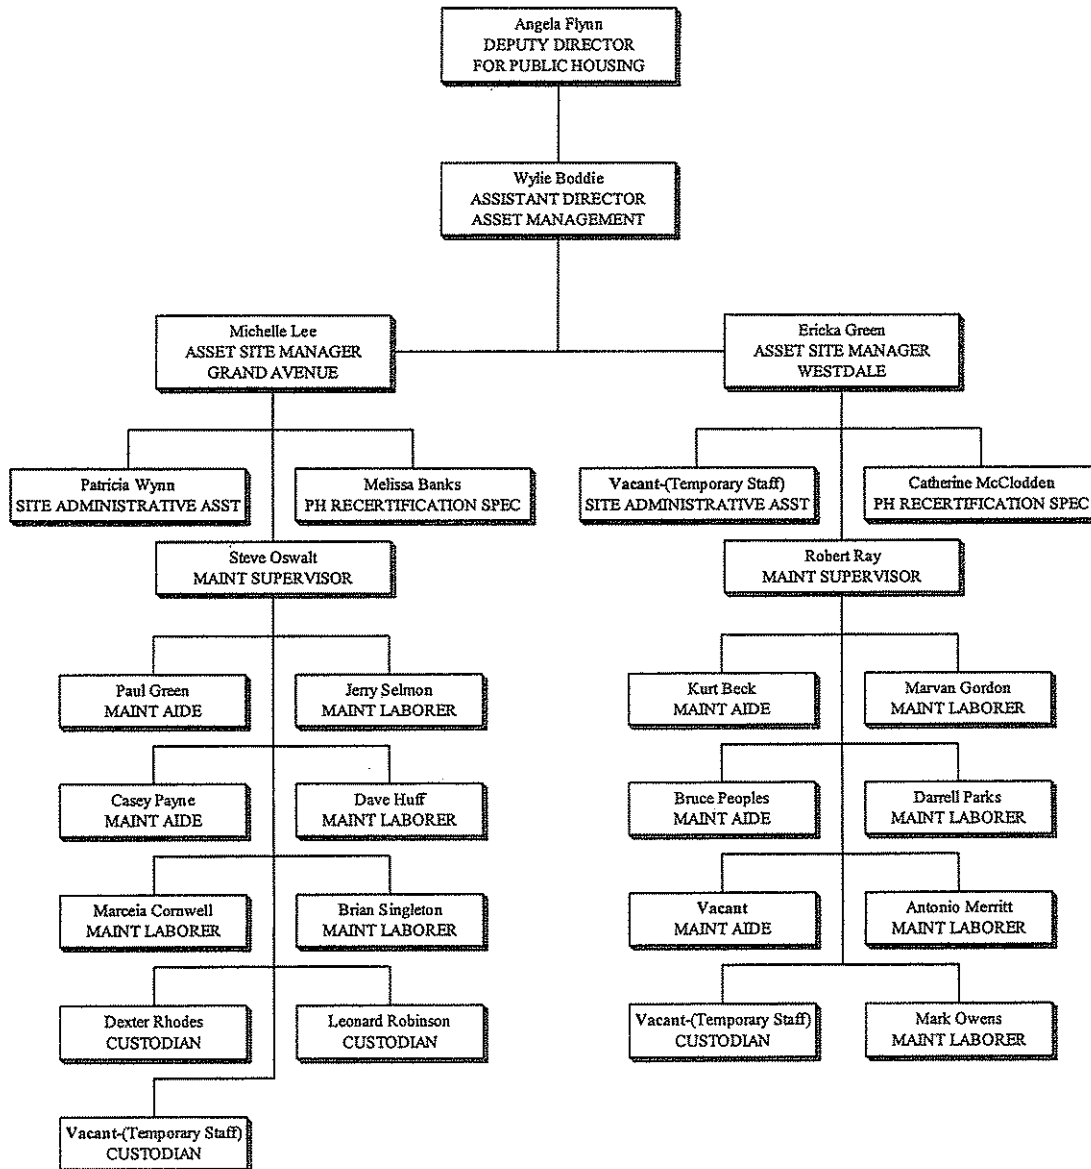 Angela Flynn
DEPUTY DIRECTOR
FOR PUBLIC HOUSING
Wylie Boddie
ASSISTANT DIRECTOR
ASSET MANAGEMENT
Michelle Lee
ASSET SITE MANAGER
GRAND AVENUE
Ericka Green
ASSET SITE MANAGER
WESTDALE
Patricia Wynn
SITE ADMINISTRATIVE ASST
Melissa Banks
PH RECERTIFICATION SPEC
Vacant-(Temporary Staff)
SITE ADMINISTRATIVE ASST
Catherine McClodden
PH RECERTIFICATION SPEC
Steve Oswalt
MAINT SUPERVISOR
Robert Ray
MAINT SUPERVISOR
Paul Green
MAINT AIDE
Jerry Selmon
MAINT LABORER
Kurt Beck
MAINT AIDE
Marvan Gordon
MAINT LABORER
Casey Payne
MAINT AIDE
Dave Huff
MAINT LABORER
Bruce Peoples
MAINT AIDE
Darrell Parks
MAINT LABORER
Marceia Cornwell
MAINT LABORER
Brian Singleton
MAINT LABORER
Vacant
MAINT AIDE
Antonio Merritt
MAINT LABORER
Dexter Rhodes
CUSTODIAN
Leonard Robinson
CUSTODIAN
Vacant-(Temporary Staff)
CUSTODIAN
Mark Owens
MAINT LABORER
Vacant-(Temporary Staff)
CUSTODIAN